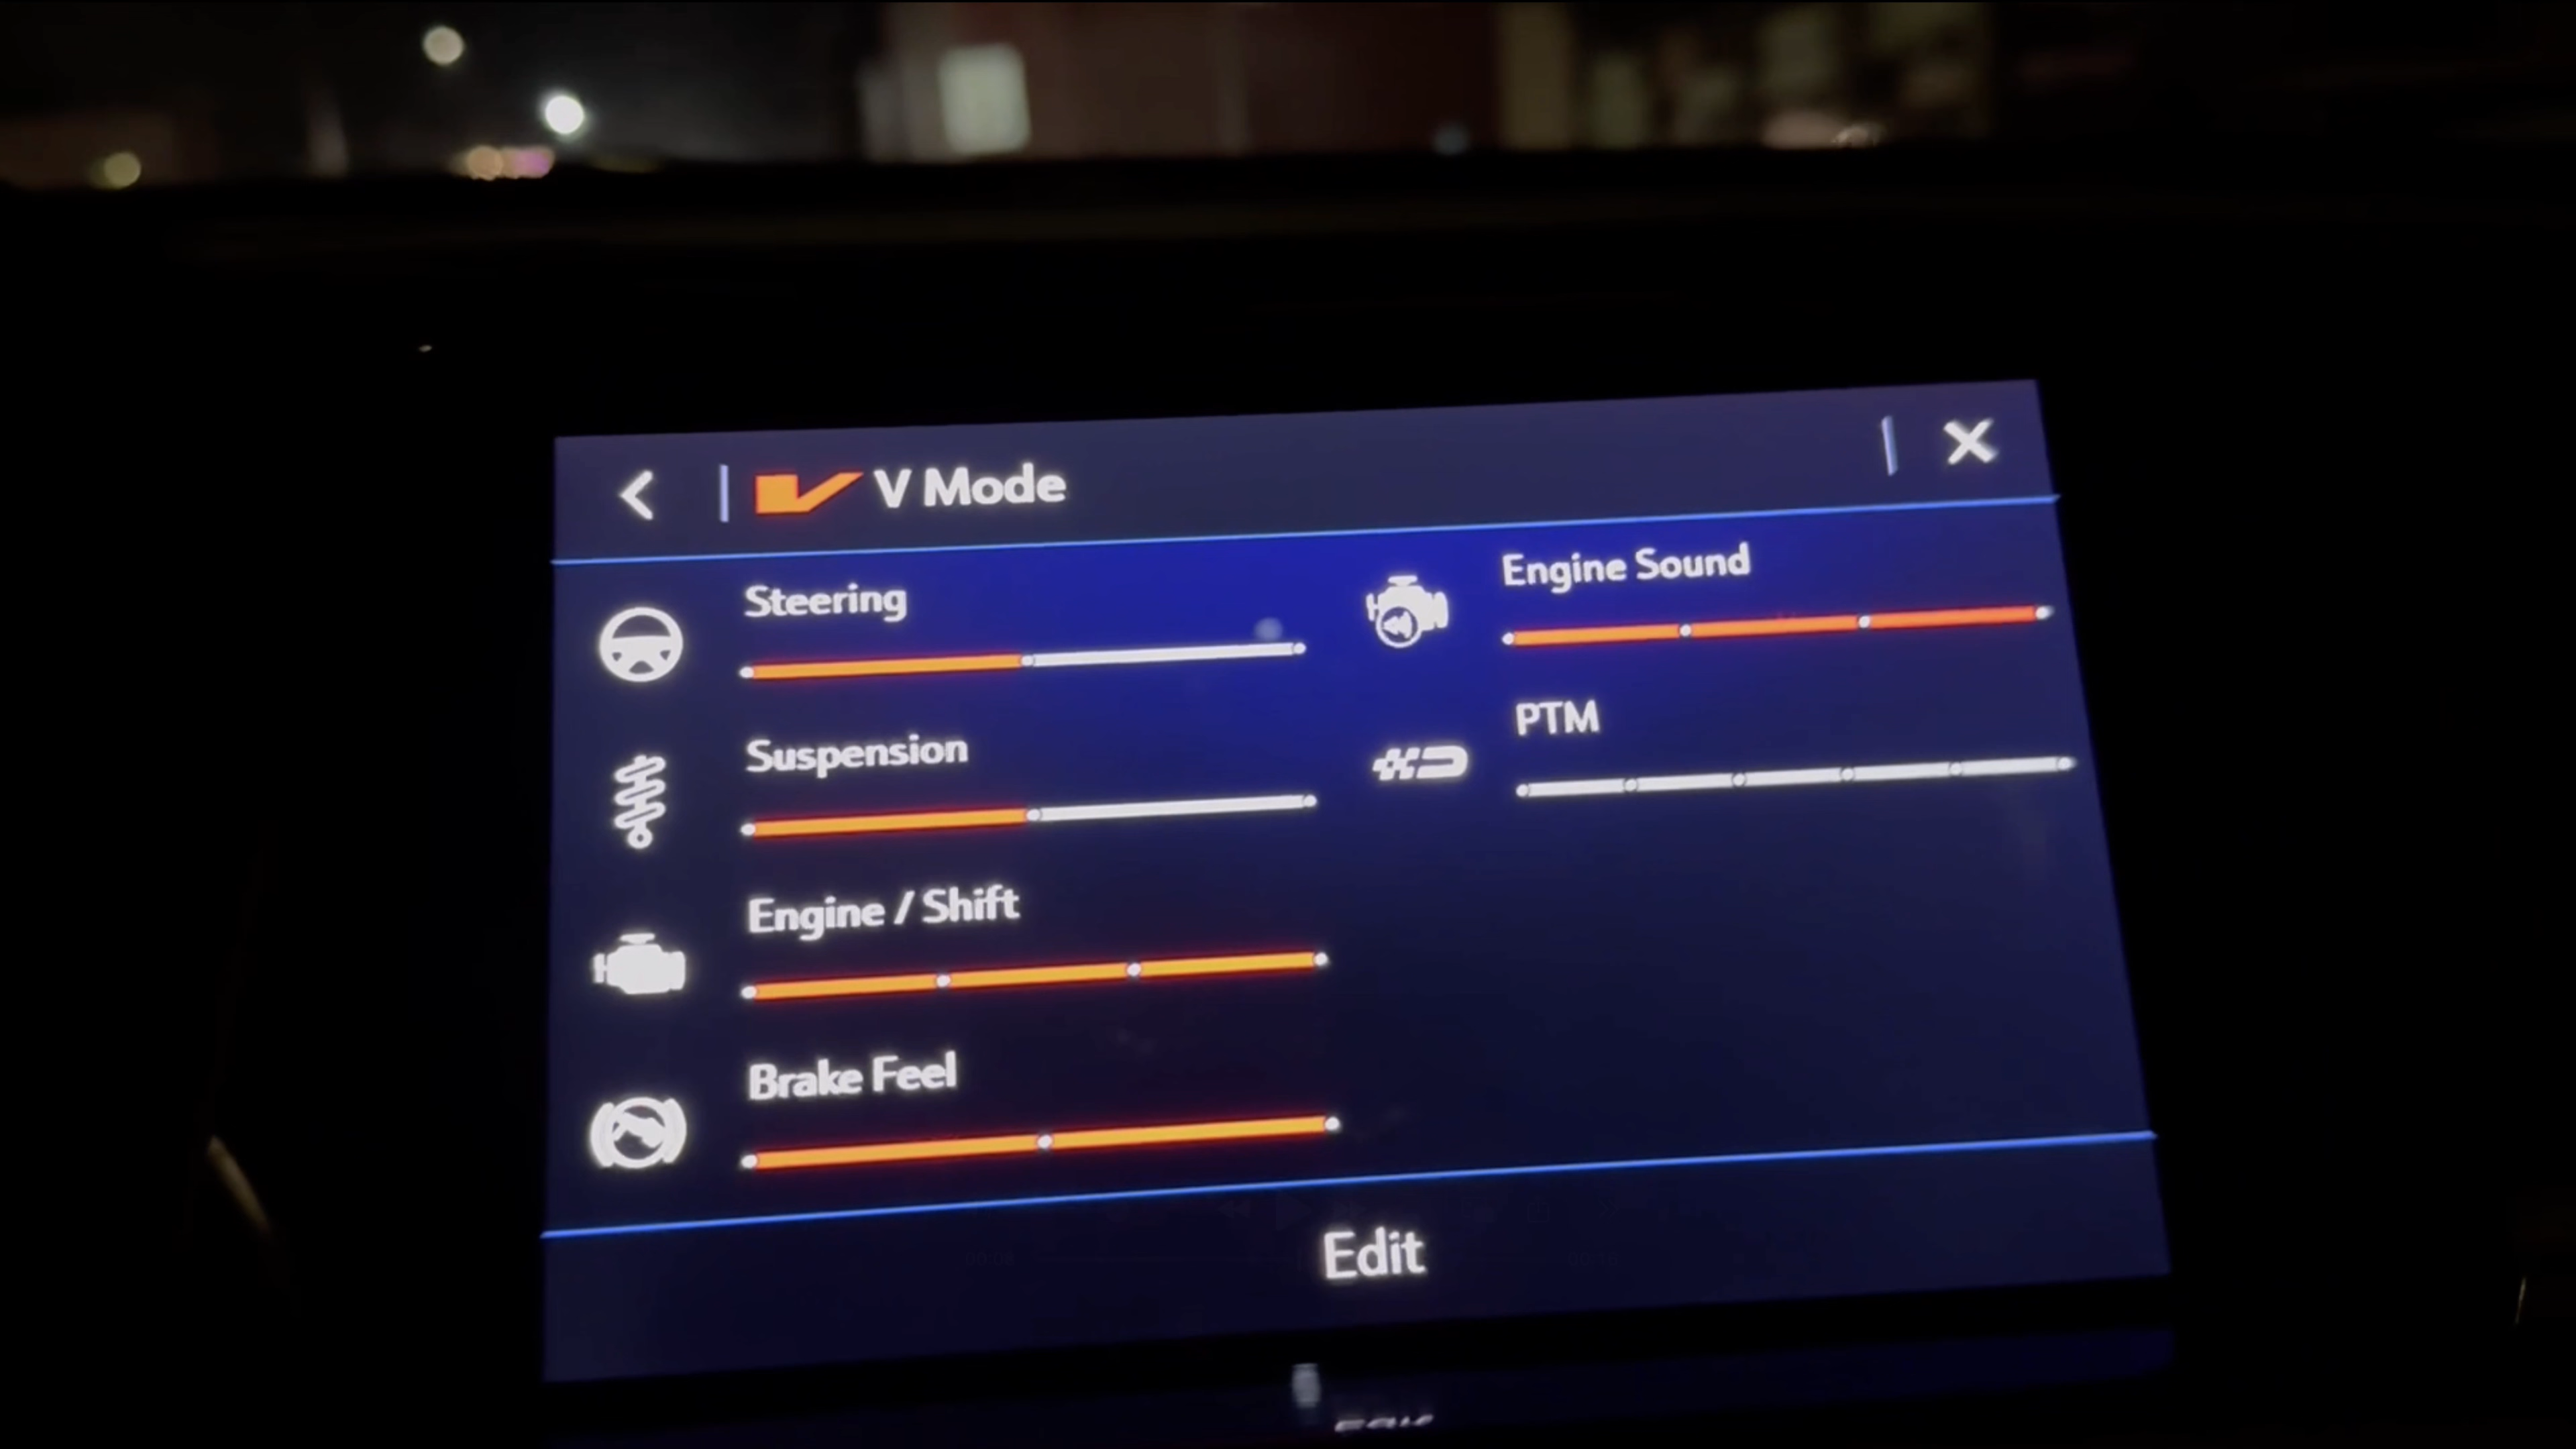 V Mode
Steering
Engine Sound
Suspension
PTM
Engine / Shift
Brake Feel
Edit